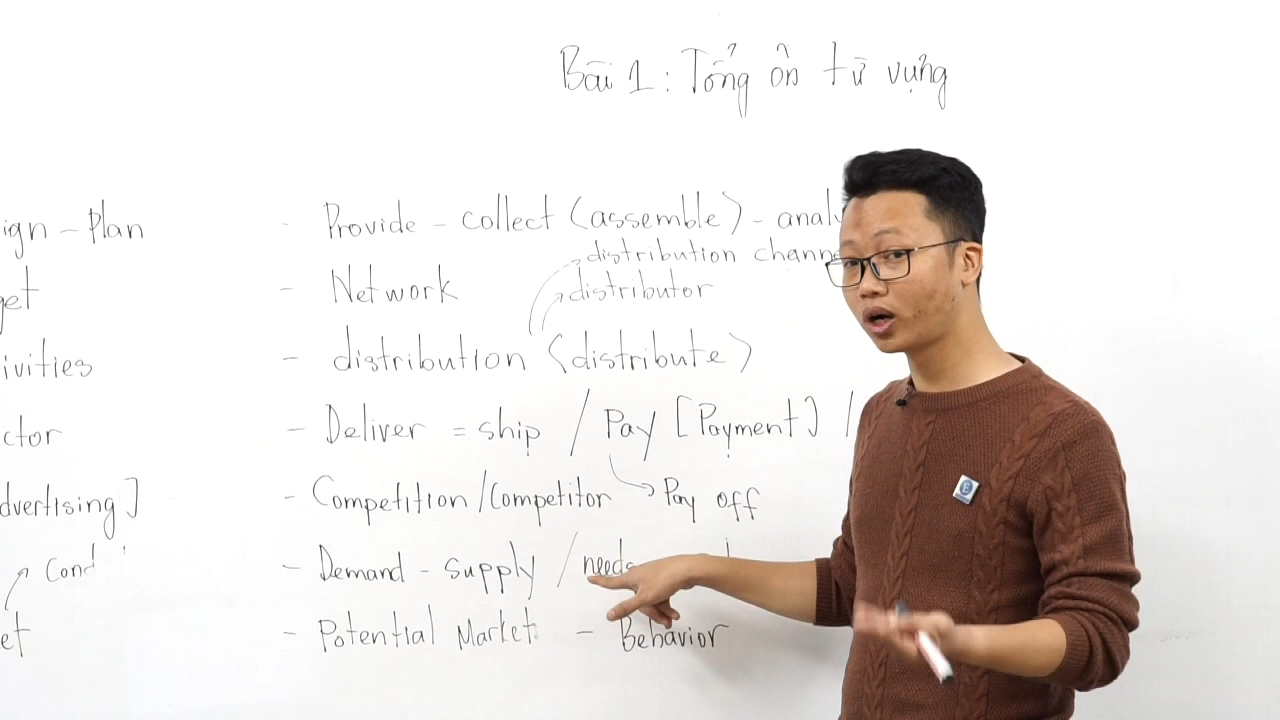 Bài 1: Tổng ôn từ vựng
ign - Plan
- Provide - collect (assemble) - analy
distribution channe
get
- Network
distributor
ivities
- distribution (distribute)
ctor
- Deliver = ship / Pay [Payment] /
dvertising]
- Competition / Competitor
Pay off
Cond
- Demand - supply / needs
et
- Potential Market - Behavior